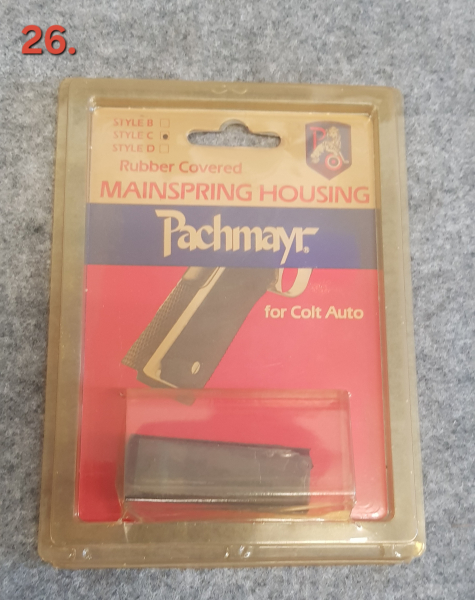 26.
STYLE B
STYLE C
STYLE D
Rubber Covered
MAINSPRING HOUSING
Pachmayr
for Colt Auto